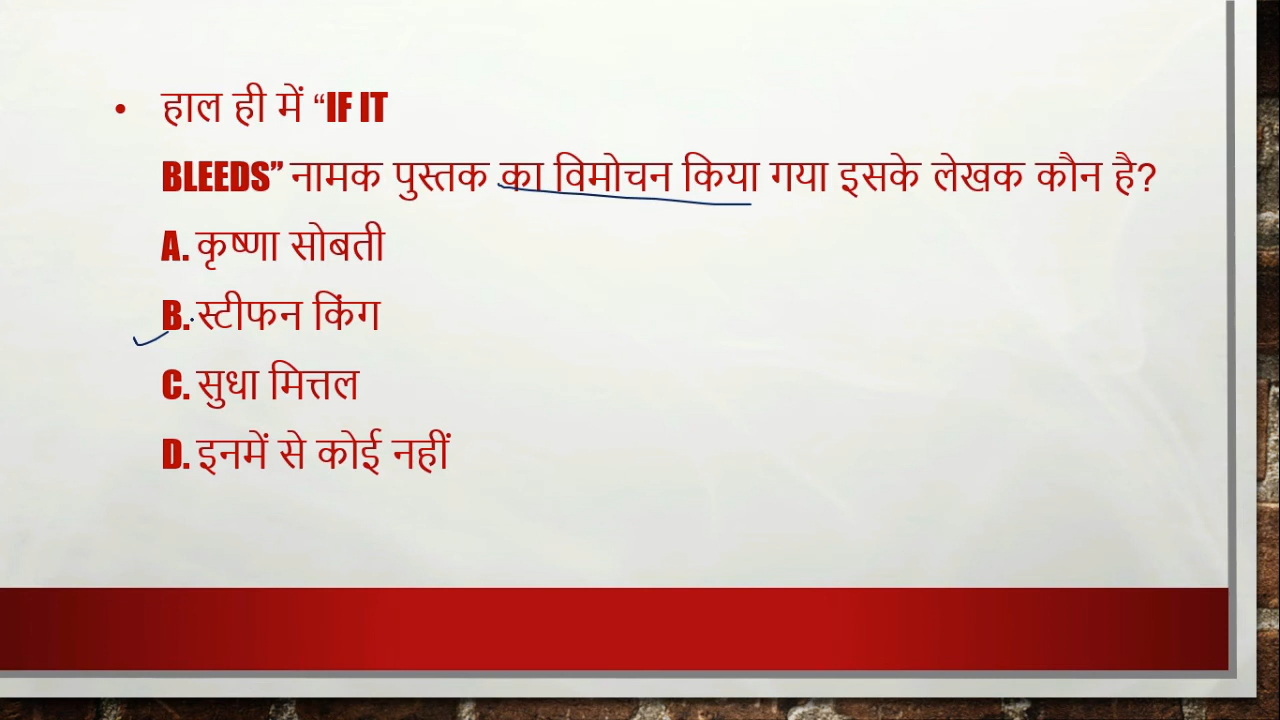 • हाल ही में “IF IT
BLEEDS” नामक पुस्तक का विमोचन किया गया इसके लेखक कौन है?
A. कृष्णा सोबती
B. स्टीफन किंग
C. सुधा मित्तल
D. इनमें से कोई नहीं